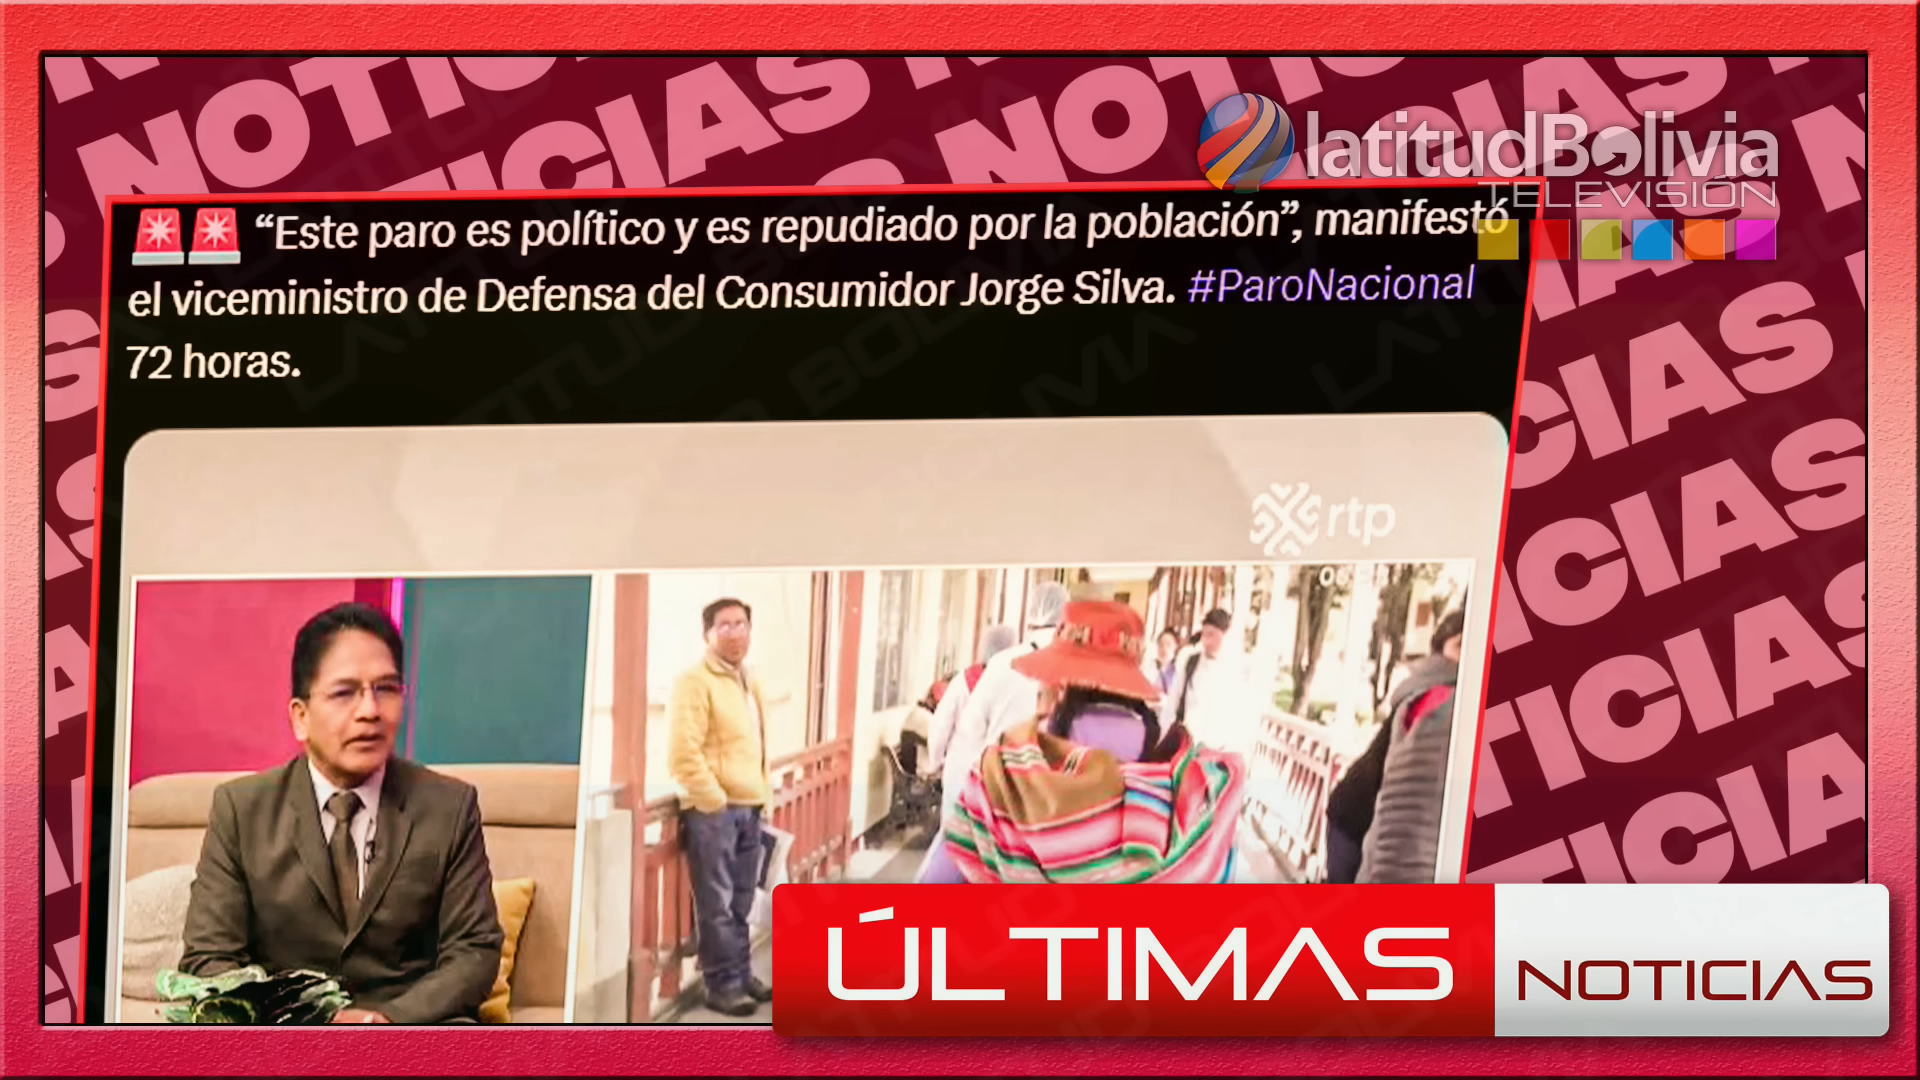 NOTICIAS
latitudBolivia
TELEVISIÓN
🚨🚨 “Este paro es político y es repudiado por la población”, manifestó
el viceministro de Defensa del Consumidor Jorge Silva. #ParoNacional
72 horas.
rtp
ÚLTIMAS
NOTICIAS